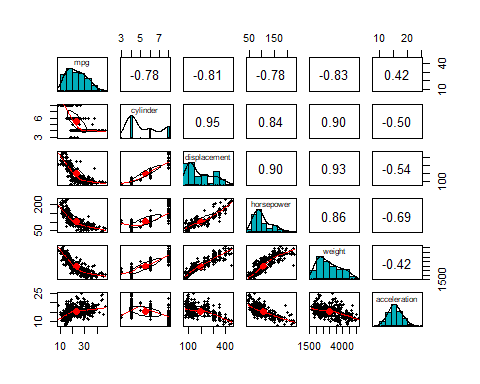 3 5 7 50 150 10 20
mpg -0.78 -0.81 -0.78 -0.83 0.42 10 40
3 6 cylinder 0.95 0.84 0.90 -0.50
displacement 0.90 0.93 -0.54 100
50 200 horsepower 0.86 -0.69
weight -0.42 1500
10 25 acceleration
10 30 100 400 1500 4000